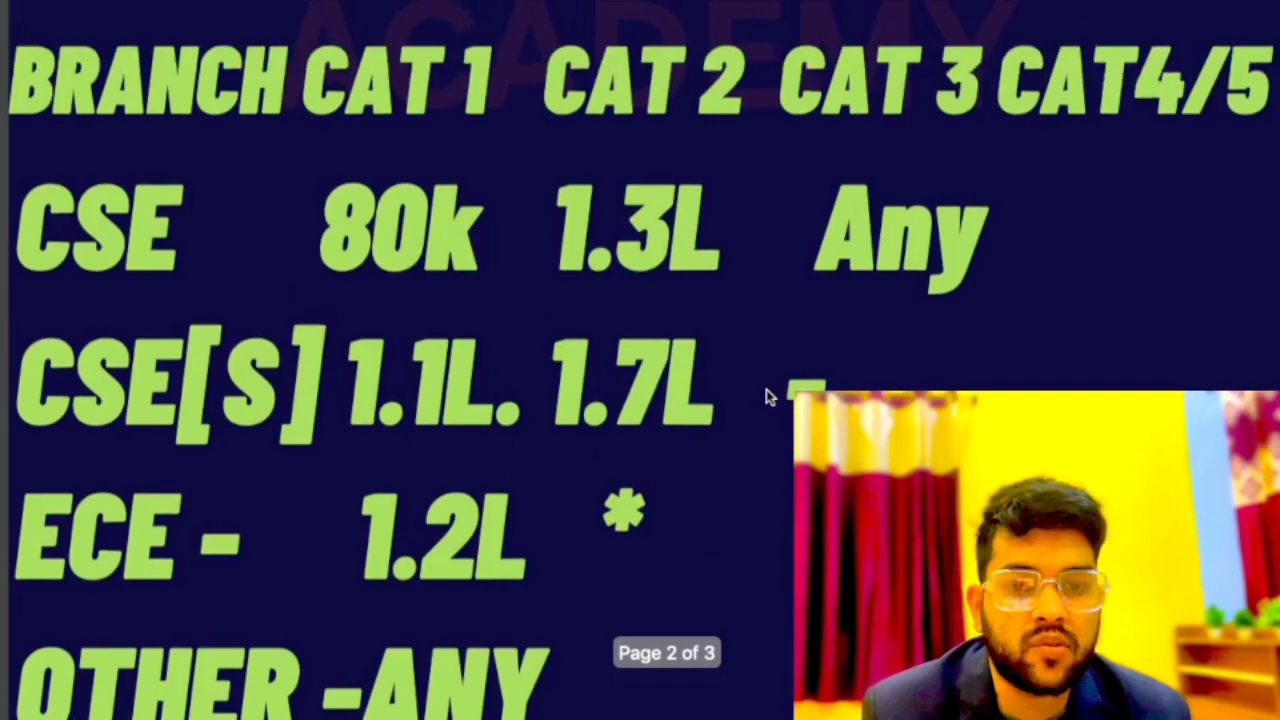 ACADEMY
BRANCH CAT 1 CAT 2 CAT 3 CAT4/5
CSE 80k 1.3L Any
CSE[S] 1.1L. 1.7L -
ECE - 1.2L *
OTHER -ANY
Page 2 of 3